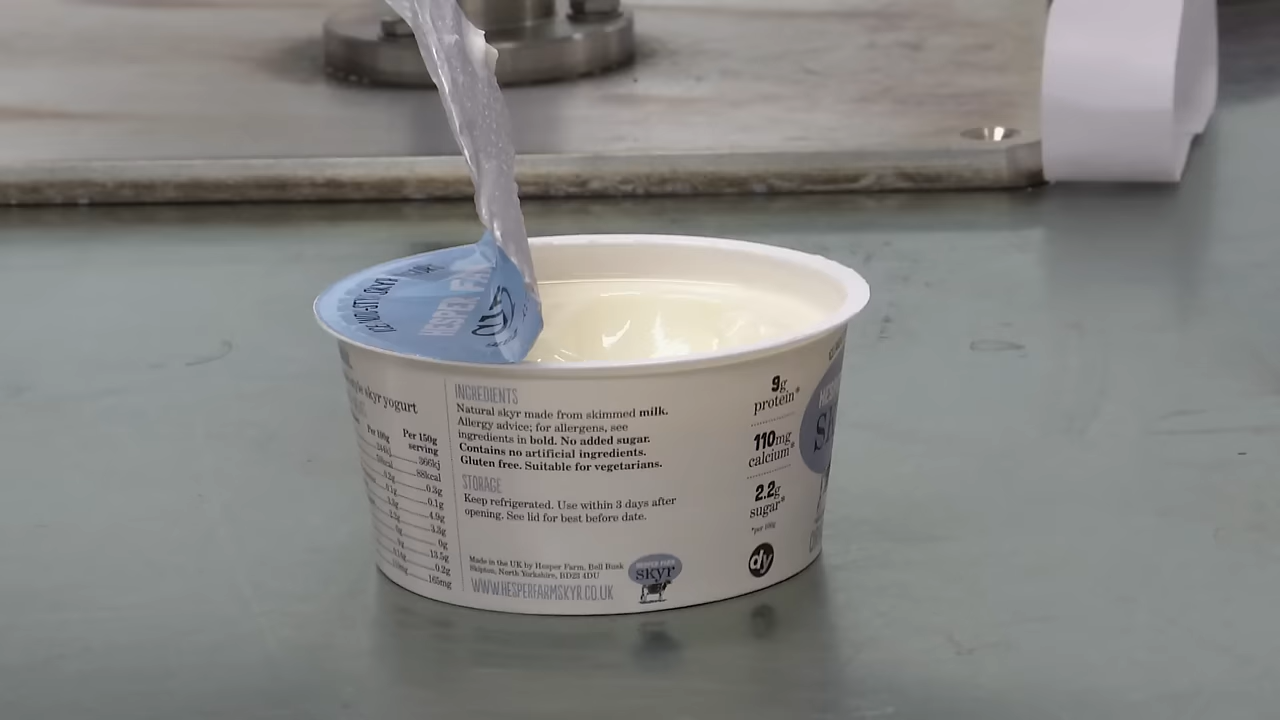 HESPER FA
style skyr yogurt
Per 100g
Per 150g
serving
366kj
88kcal
0.3g
0.1g
4.9g
3.3g
0g
13.5g
0.2g
165mg
INGREDIENTS
Natural skyr made from skimmed milk.
Allergy advice; for allergens, see
ingredients in bold. No added sugar.
Contains no artificial ingredients.
Gluten free. Suitable for vegetarians.
STORAGE
Keep refrigerated. Use within 3 days after
opening. See lid for best before date.
Made in the UK by Hesper Farm, Bell Busk
Skipton, North Yorkshire, BD23 4DU
WWW.HESPERFARMSKYR.CO.UK
HESPER FARM
SKYR
9g
protein*
110mg
calcium*
2.2g
sugar*
*per 100g
dy